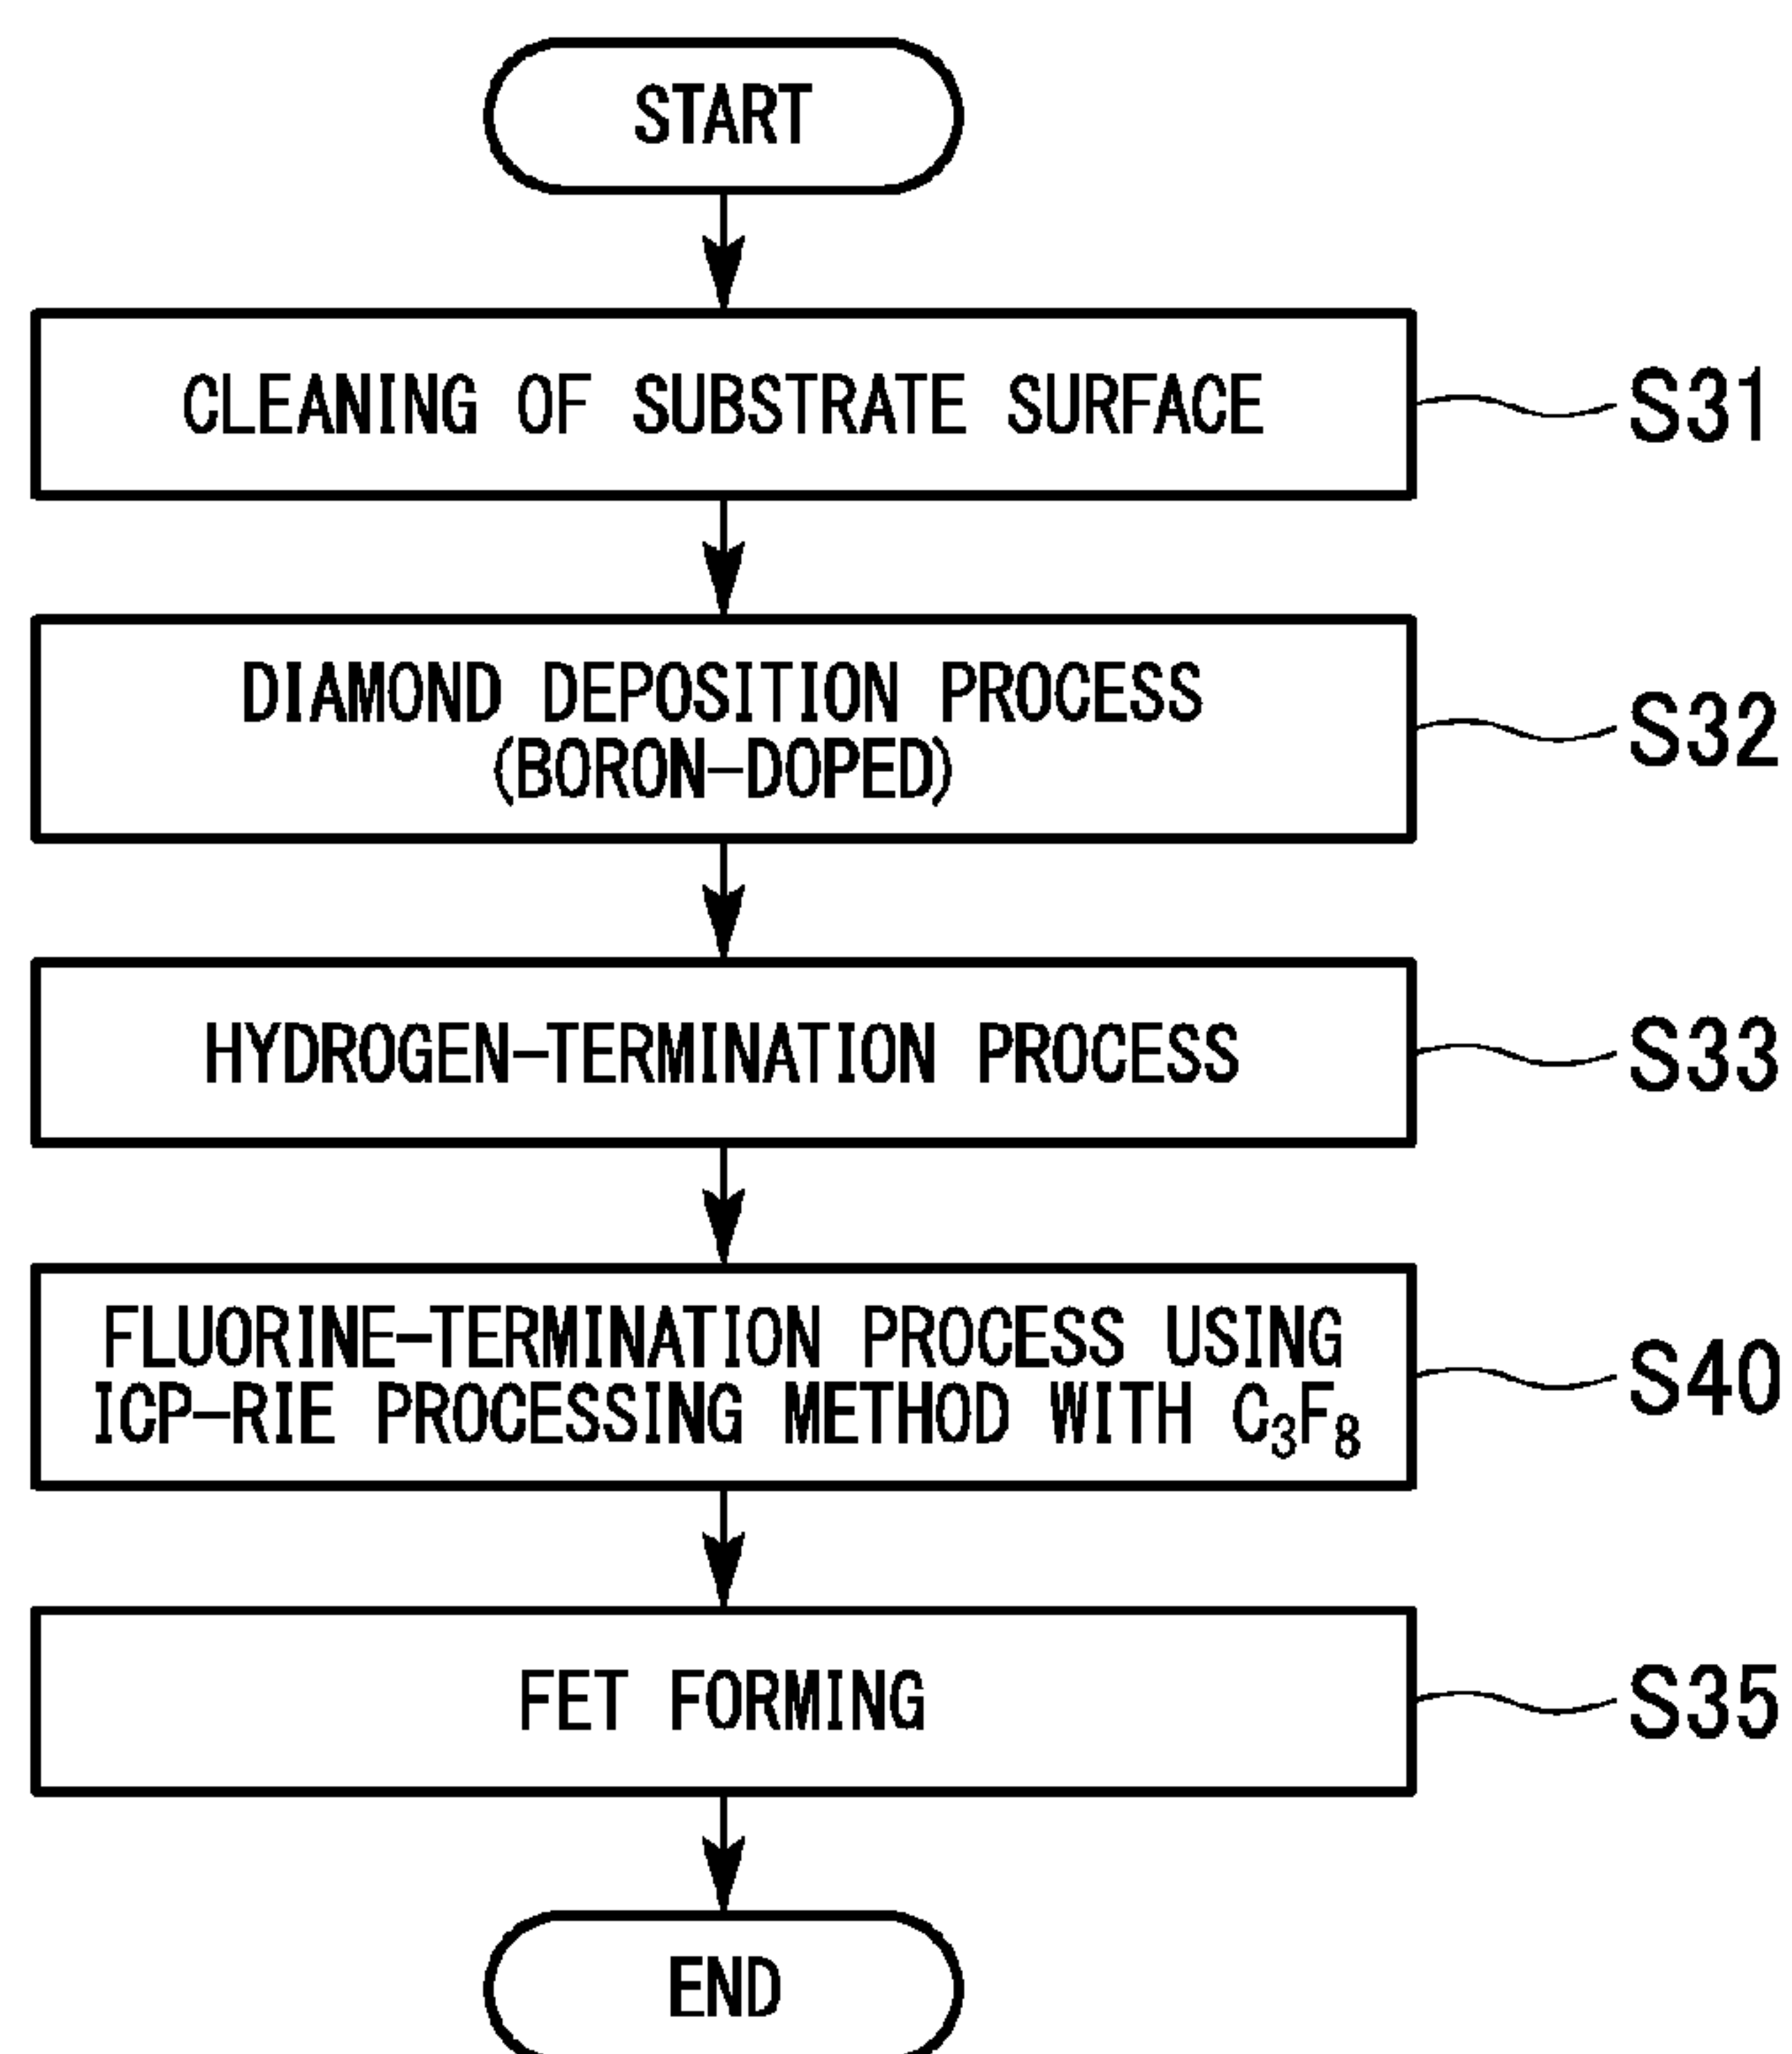 START
CLEANING OF SUBSTRATE SURFACE
S31
DIAMOND DEPOSITION PROCESS
(BORON-DOPED)
S32
HYDROGEN-TERMINATION PROCESS
S33
FLUORINE-TERMINATION PROCESS USING
ICP-RIE PROCESSING METHOD WITH C₃F₈
S40
FET FORMING
S35
END